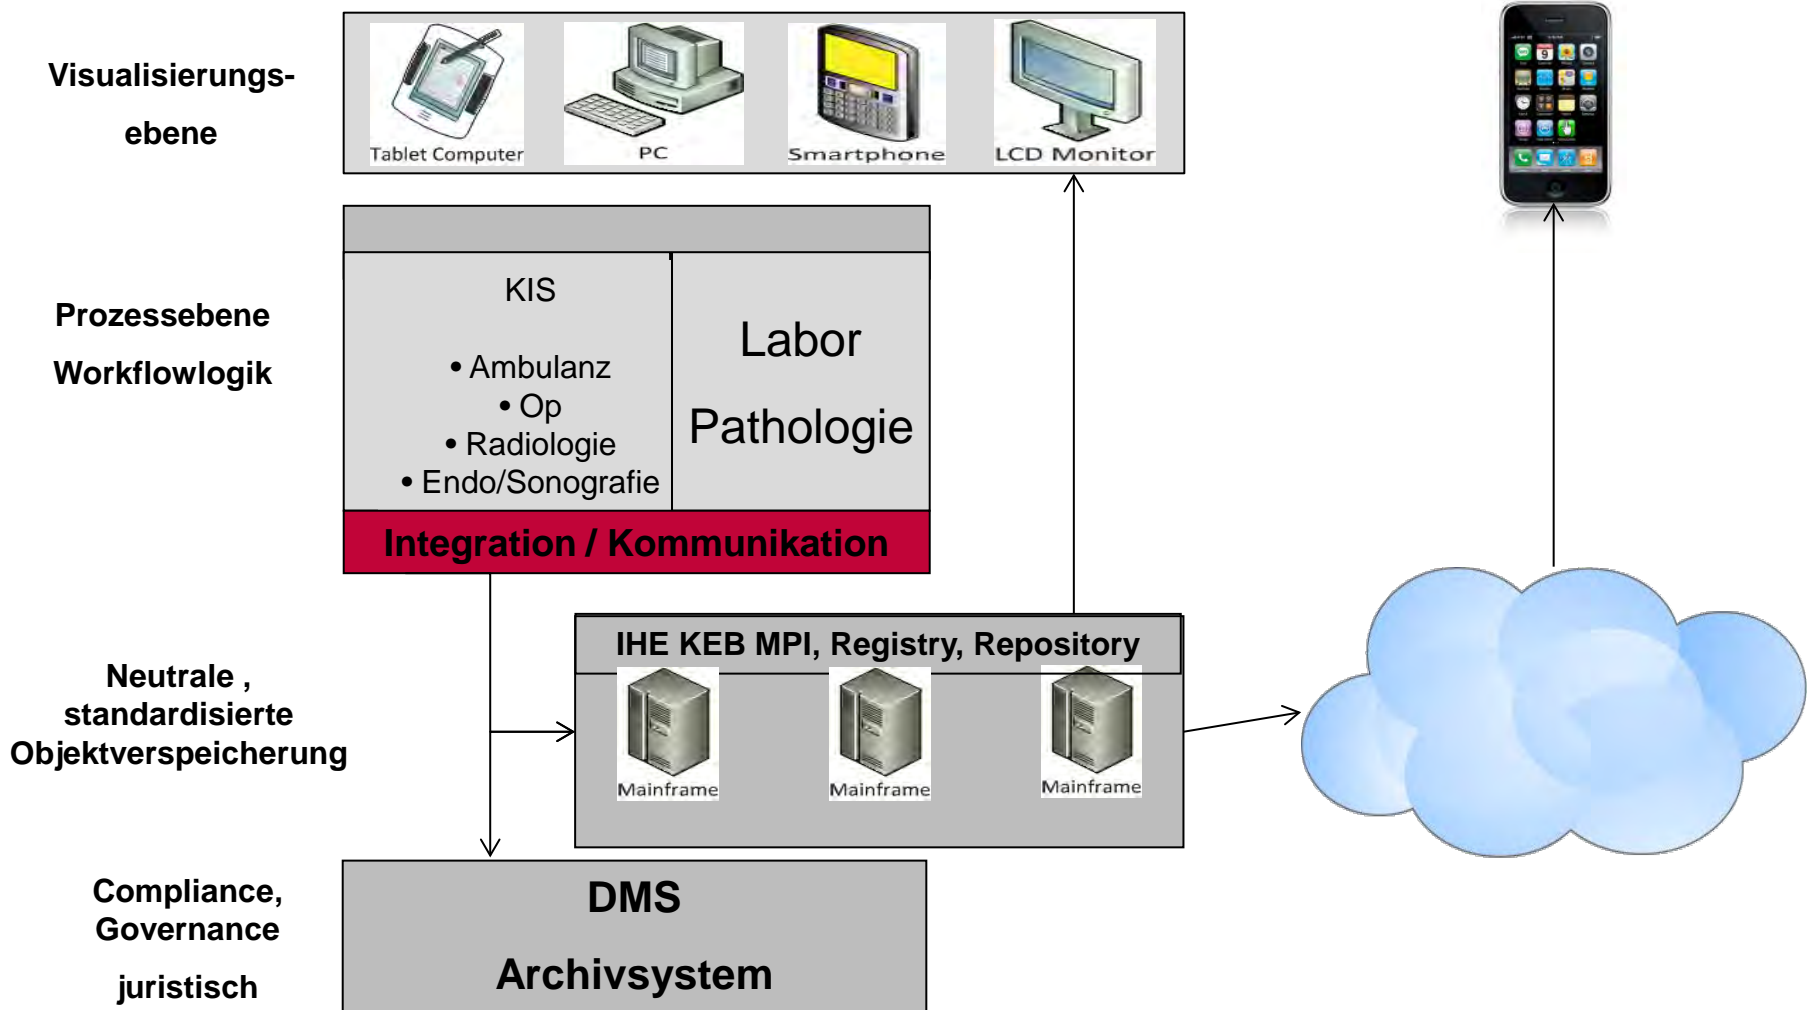 Visualisierungs-
ebene
Tablet Computer
PC
Smartphone
LCD Monitor
Prozessebene
Workflowlogik
KIS
• Ambulanz
• Op
• Radiologie
• Endo/Sonografie
Labor
Pathologie
Integration / Kommunikation
Neutrale ,
standardisierte
Objektverspeicherung
IHE KEB MPI, Registry, Repository
Mainframe
Mainframe
Mainframe
Compliance,
Governance
juristisch
DMS
Archivsystem